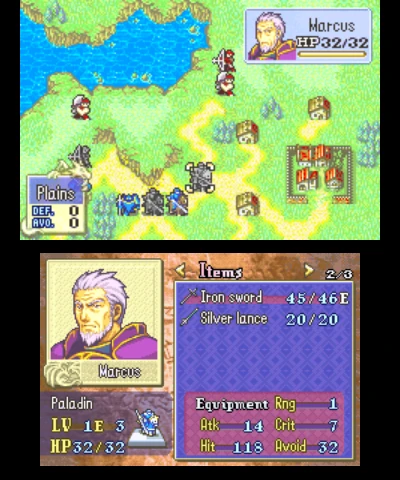 Marcus
HP32/32
Plains
DEF. 0
AVO. 0
Items 2/3
Iron sword 45/46E
Silver lance 20/20
Marcus
Paladin
LV 1E 3
HP32/32
Equipment Rng 1
Atk 14 Crit 7
Hit 118 Avoid 32